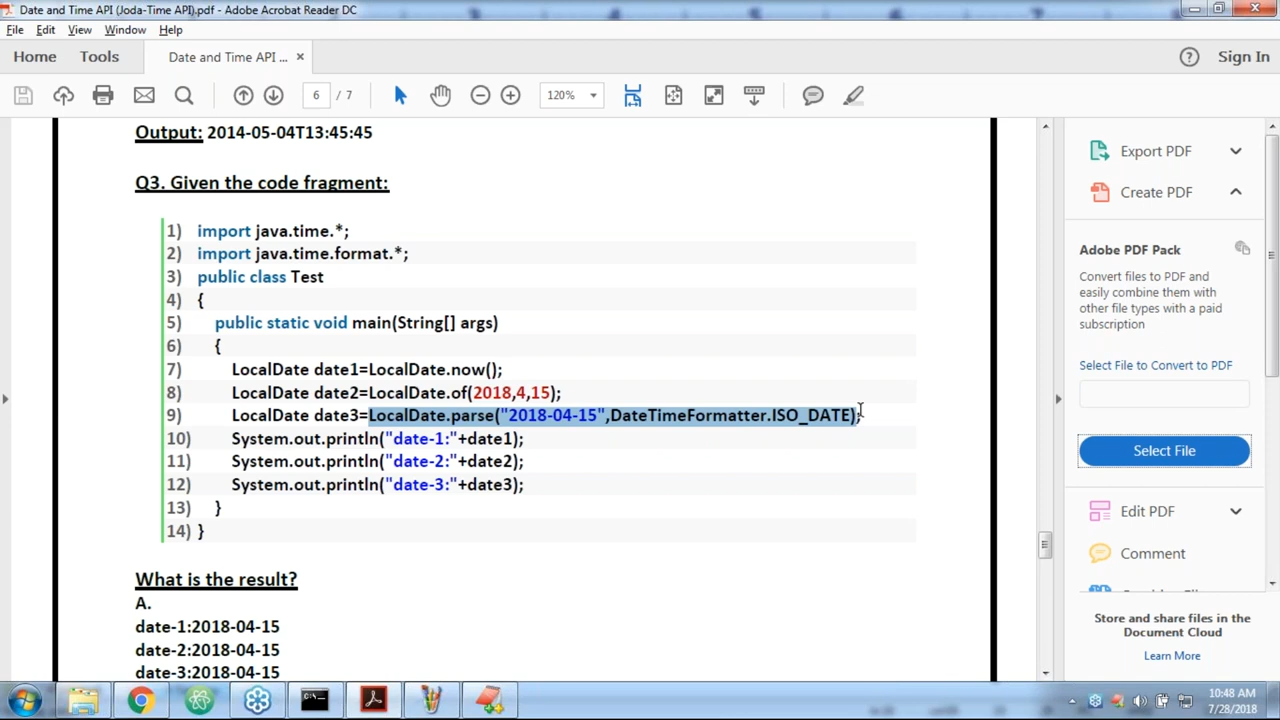 Date and Time API (Joda-Time API).pdf - Adobe Acrobat Reader DC
File Edit View Window Help
Home Tools Date and Time API ... × ? Sign In
6 / 7 120%
Output: 2014-05-04T13:45:45
Q3. Given the code fragment:
1) import java.time.*;
2) import java.time.format.*;
3) public class Test
4) {
5) public static void main(String[] args)
6) {
7) LocalDate date1=LocalDate.now();
8) LocalDate date2=LocalDate.of(2018,4,15);
9) LocalDate date3=LocalDate.parse("2018-04-15",DateTimeFormatter.ISO_DATE);
10) System.out.println("date-1:"+date1);
11) System.out.println("date-2:"+date2);
12) System.out.println("date-3:"+date3);
13) }
14) }
What is the result?
A.
date-1:2018-04-15
date-2:2018-04-15
date-3:2018-04-15
Export PDF
Create PDF
Adobe PDF Pack
Convert files to PDF and
easily combine them with
other file types with a paid
subscription
Select File to Convert to PDF
Select File
Edit PDF
Comment
Store and share files in the
Document Cloud
Learn More
10:48 AM
7/28/2018